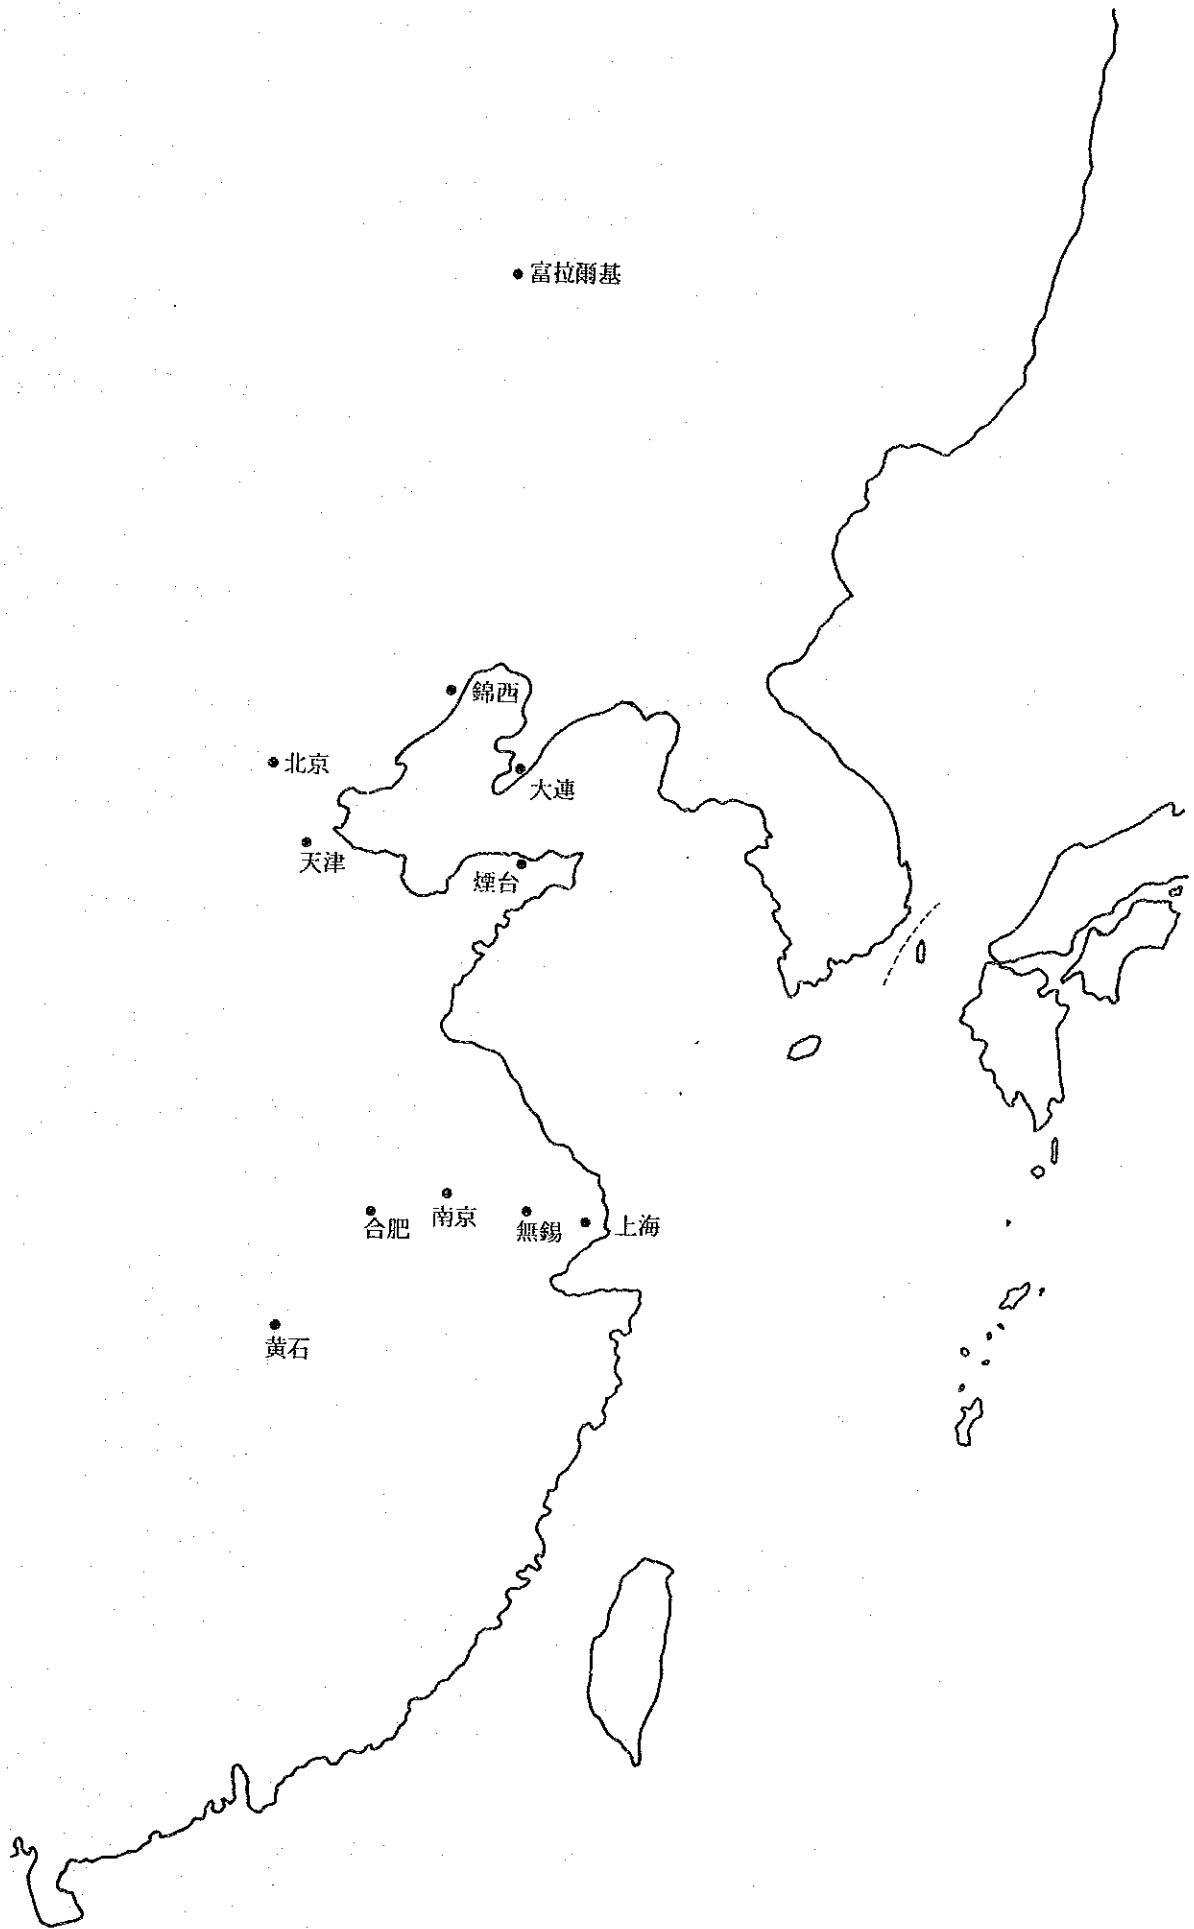 富拉爾基
錦西
北京
大連
天津
煙台
南京
合肥
無錫
上海
黄石